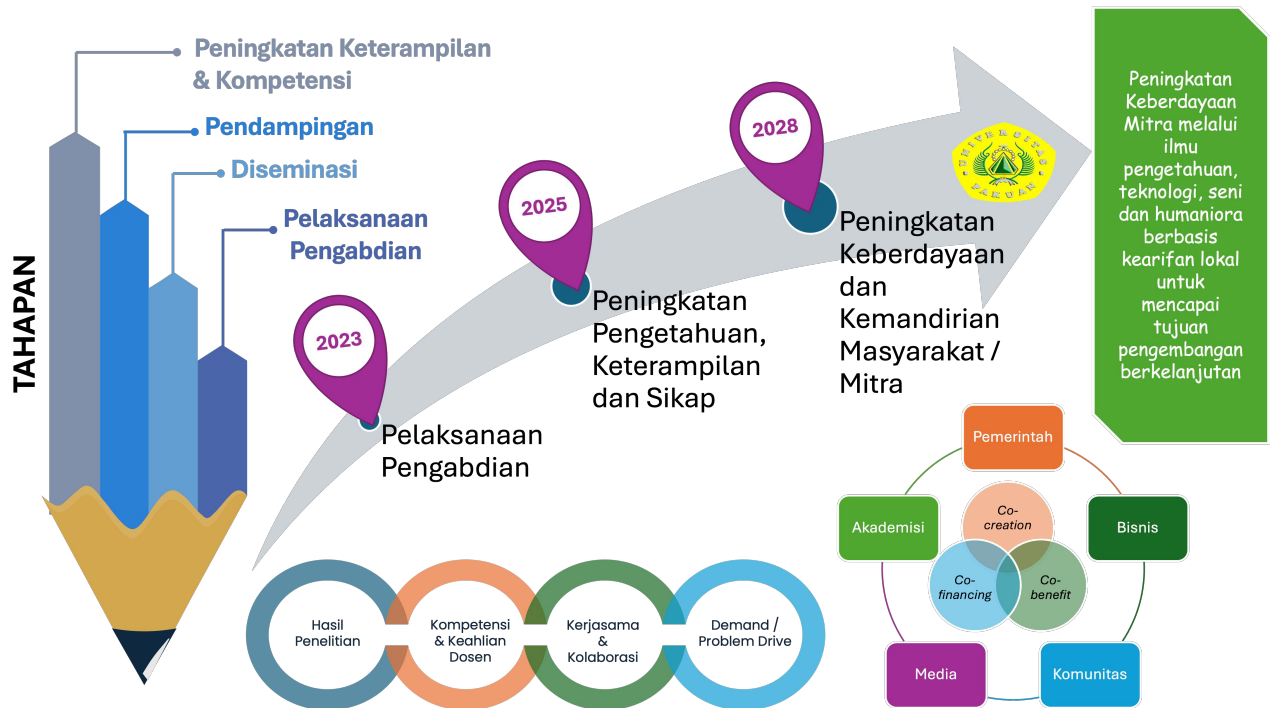 TAHAPAN
Peningkatan Keterampilan
& Kompetensi
Pendampingan
Diseminasi
Pelaksanaan
Pengabdian
2023
Pelaksanaan
Pengabdian
2025
Peningkatan
Pengetahuan,
Keterampilan
dan Sikap
2028
Peningkatan
Keberdayaan
dan
Kemandirian
Masyarakat /
Mitra
UNIVERSITAS
PAKUAN
Peningkatan
Keberdayaan
Mitra melalui
ilmu
pengetahuan,
teknologi, seni
dan humaniora
berbasis
kearifan lokal
untuk
mencapai
tujuan
pengembangan
berkelanjutan
Hasil
Penelitian
Kompetensi
& Keahlian
Dosen
Kerjasama
&
Kolaborasi
Demand /
Problem Drive
Pemerintah
Akademisi
Bisnis
Media
Komunitas
Co-
creation
Co-
financing
Co-
benefit